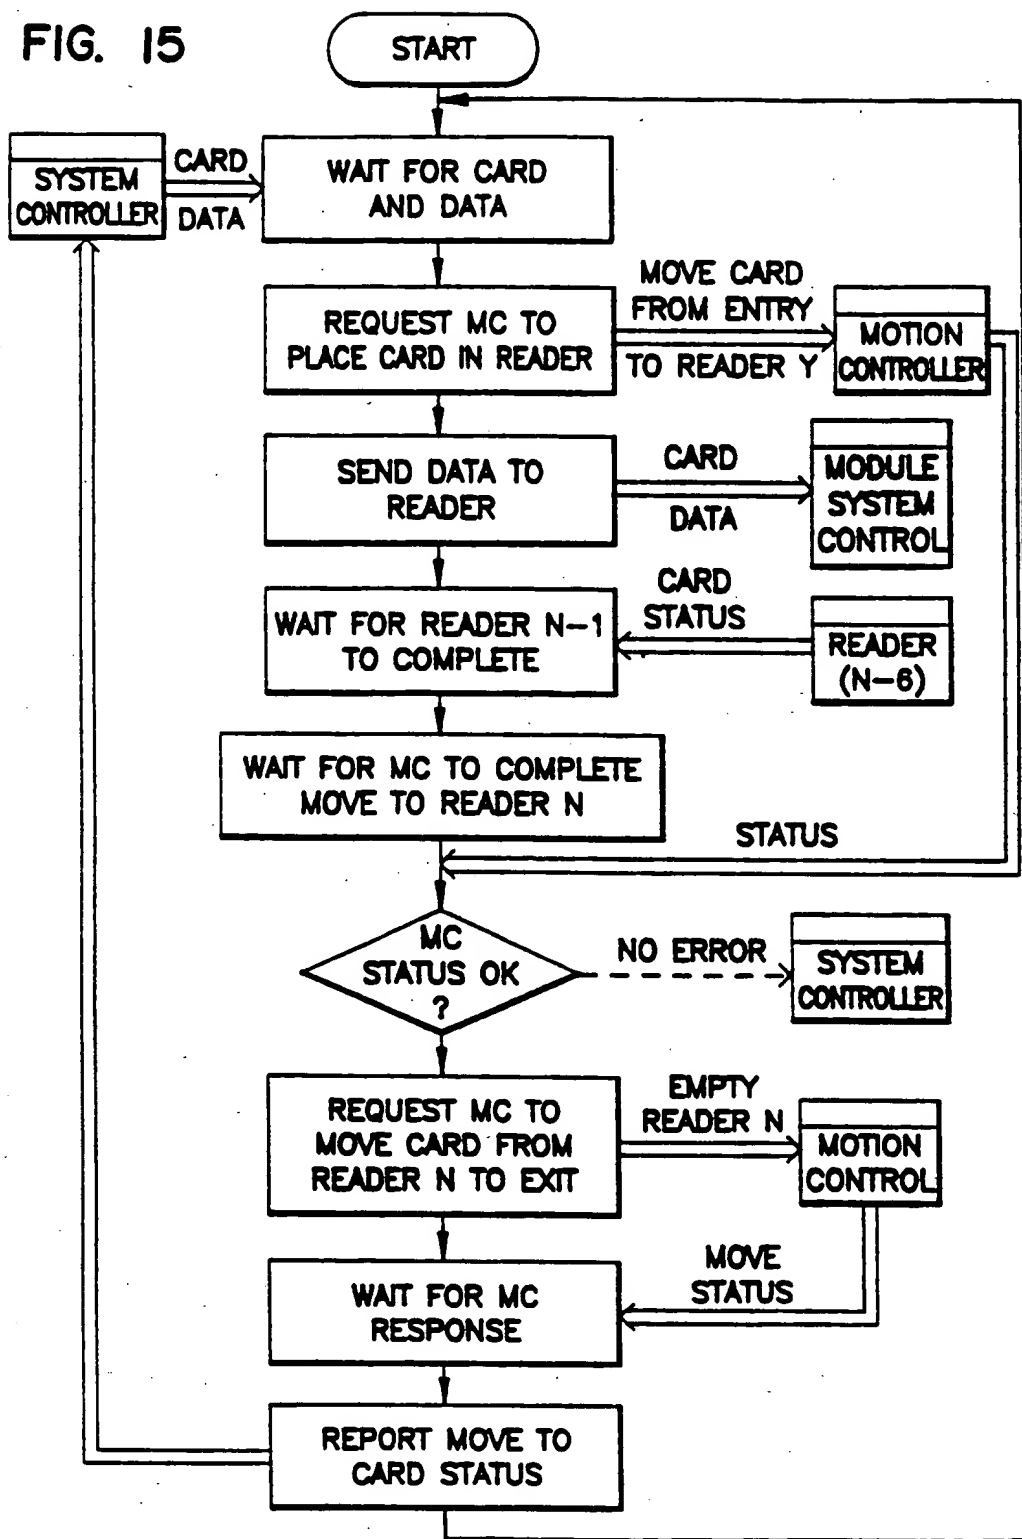 FIG. 15
START
CARD
SYSTEM
CONTROLLER
DATA
WAIT FOR CARD
AND DATA
REQUEST MC TO
PLACE CARD IN READER
MOVE CARD
FROM ENTRY
TO READER Y
MOTION
CONTROLLER
SEND DATA TO
READER
CARD
DATA
MODULE
SYSTEM
CONTROL
WAIT FOR READER N-1
TO COMPLETE
CARD
STATUS
READER
(N-6)
WAIT FOR MC TO COMPLETE
MOVE TO READER N
STATUS
MC
STATUS OK
?
NO ERROR
SYSTEM
CONTROLLER
REQUEST MC TO
MOVE CARD FROM
READER N TO EXIT
EMPTY
READER N
MOTION
CONTROL
WAIT FOR MC
RESPONSE
MOVE
STATUS
REPORT MOVE TO
CARD STATUS